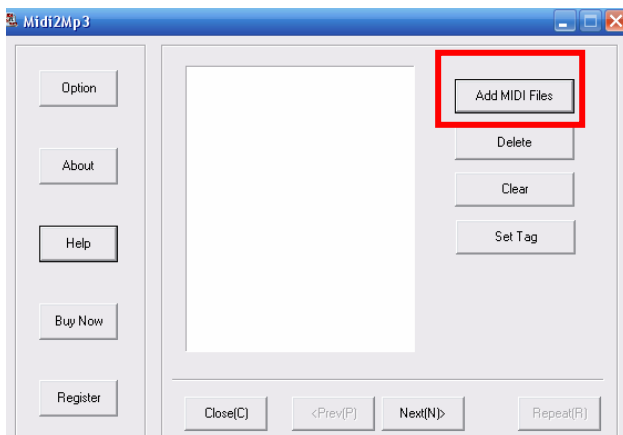 Midi2Mp3
Option
About
Help
Buy Now
Register
Add MIDI Files
Delete
Clear
Set Tag
Close(C)
<Prev(P)
Next(N)>
Repeat(R)